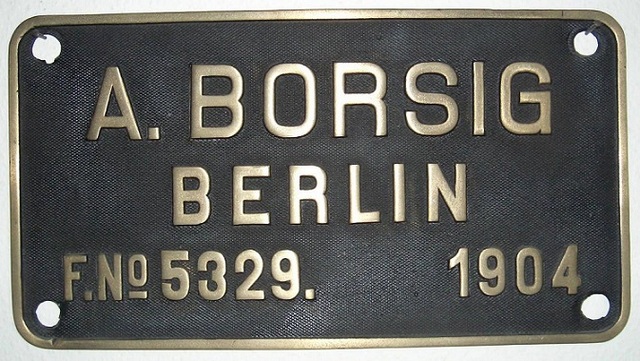 A. BORSIG
BERLIN
F.Nº 5329. 1904